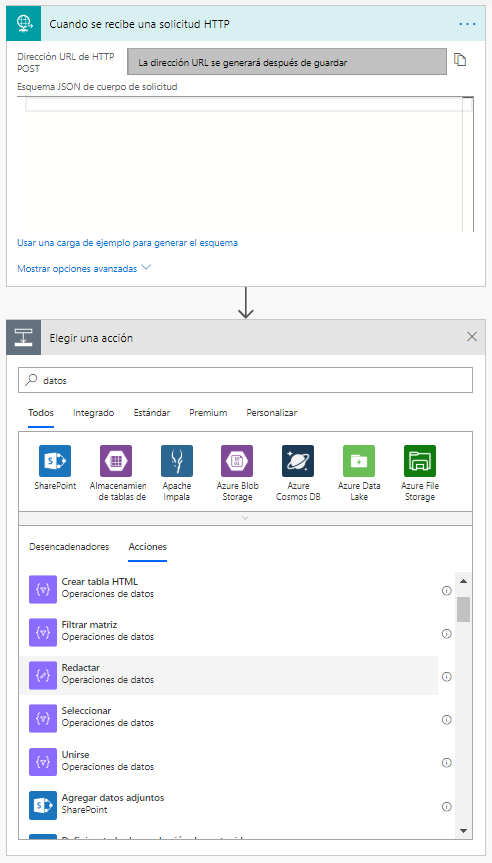 Cuando se recibe una solicitud HTTP
Dirección URL de HTTP
POST
La dirección URL se generará después de guardar
Esquema JSON de cuerpo de solicitud
Usar una carga de ejemplo para generar el esquema
Mostrar opciones avanzadas
Elegir una acción
datos
Todos Integrado Estándar Premium Personalizar
SharePoint Almacenamien Apache Azure Blob Azure Azure Data Azure File
de tablas de Impala Storage Cosmos DB Lake Storage
Desencadenadores Acciones
Crear tabla HTML
Operaciones de datos
Filtrar matriz
Operaciones de datos
Redactar
Operaciones de datos
Seleccionar
Operaciones de datos
Unirse
Operaciones de datos
Agregar datos adjuntos
SharePoint